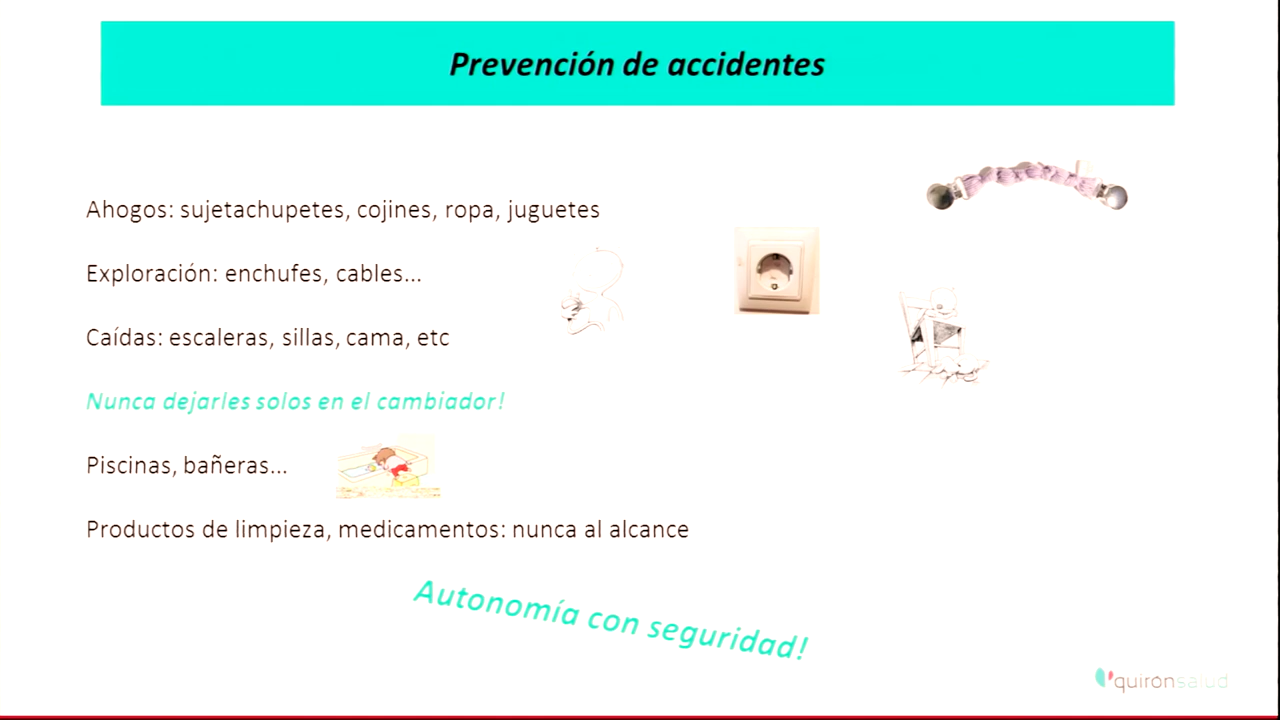 Prevención de accidentes
Ahogos: sujetachupetes, cojines, ropa, juguetes
Exploración: enchufes, cables...
Caídas: escaleras, sillas, cama, etc
Nunca dejarles solos en el cambiador!
Piscinas, bañeras...
Productos de limpieza, medicamentos: nunca al alcance
Autonomía con seguridad!
quirónsalud